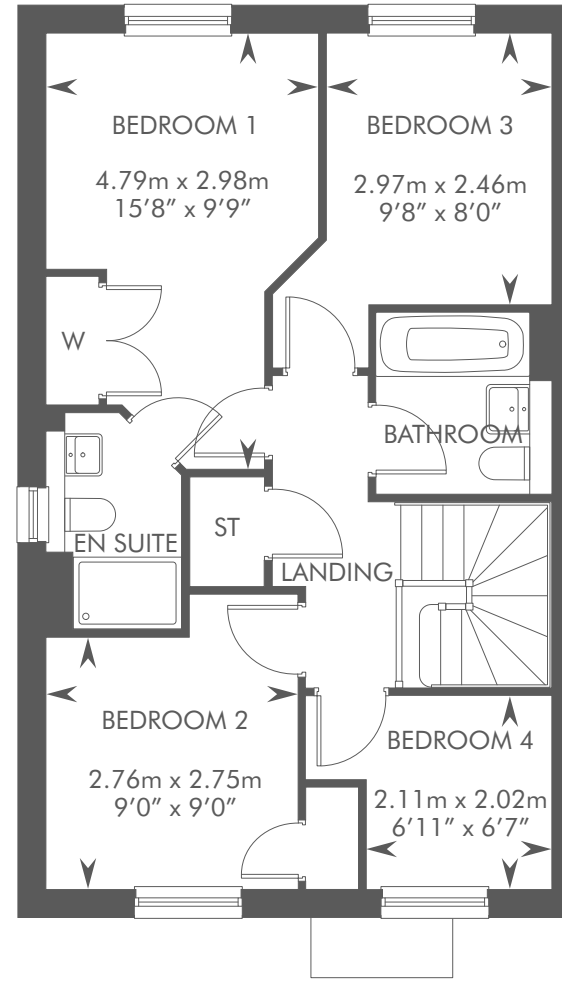 BEDROOM 1
4.79m x 2.98m
15’8” x 9’9”
BEDROOM 3
2.97m x 2.46m
9’8” x 8’0”
W
BATHROOM
EN SUITE
ST
LANDING
BEDROOM 2
2.76m x 2.75m
9’0” x 9’0”
BEDROOM 4
2.11m x 2.02m
6’11” x 6’7”